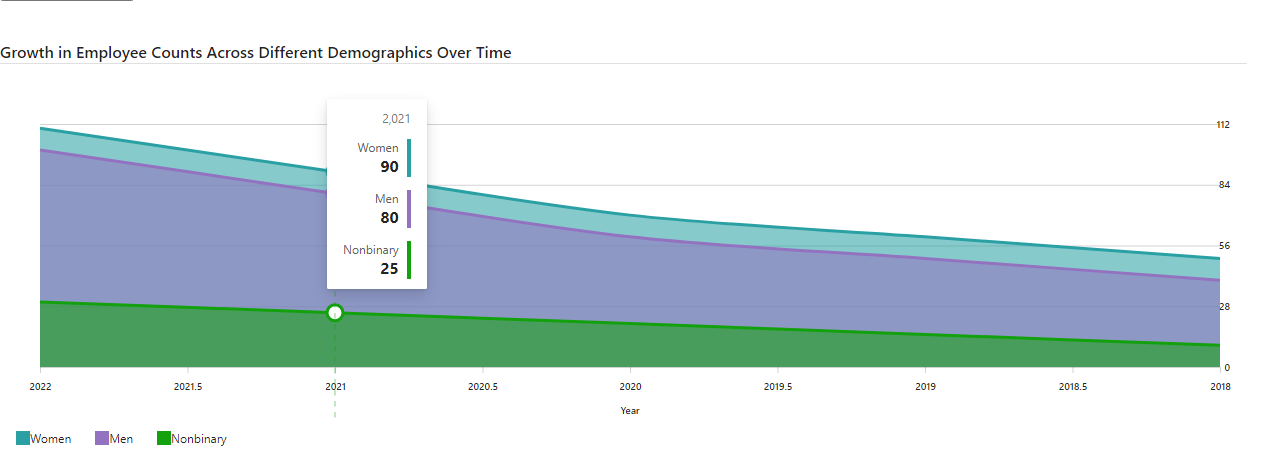 Growth in Employee Counts Across Different Demographics Over Time
2,021
Women
90
Men
80
Nonbinary
25
112
84
56
28
0
2022 2021.5 2021 2020.5 2020 2019.5 2019 2018.5 2018
Year
Women Men Nonbinary